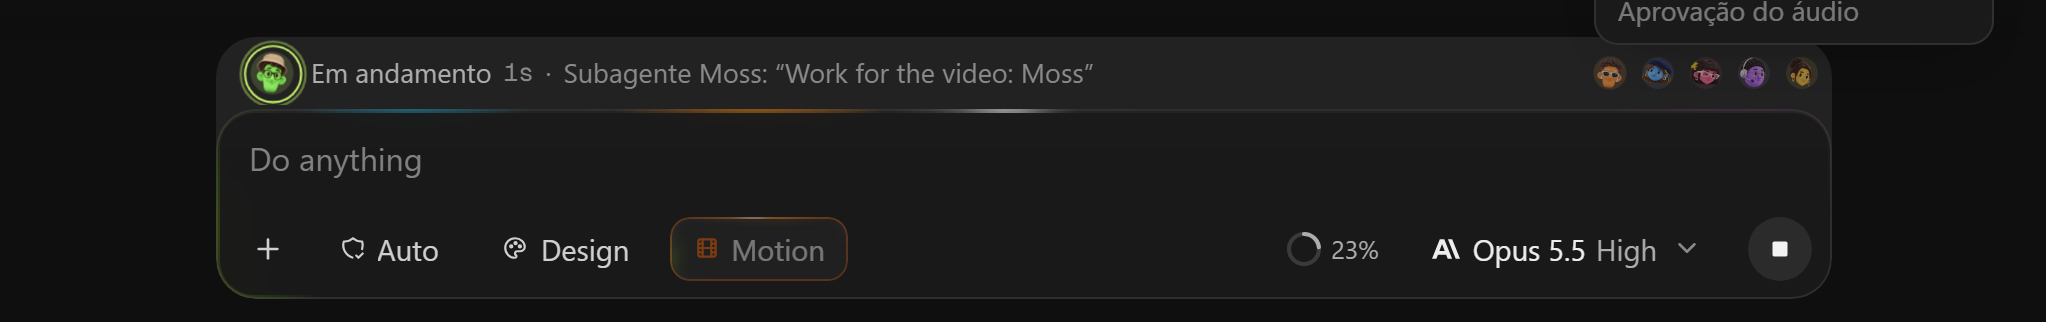 Aprovação do áudio
Em andamento 1s · Subagente Moss: “Work for the video: Moss”
Do anything
Auto Design Motion 23% Opus 5.5 High